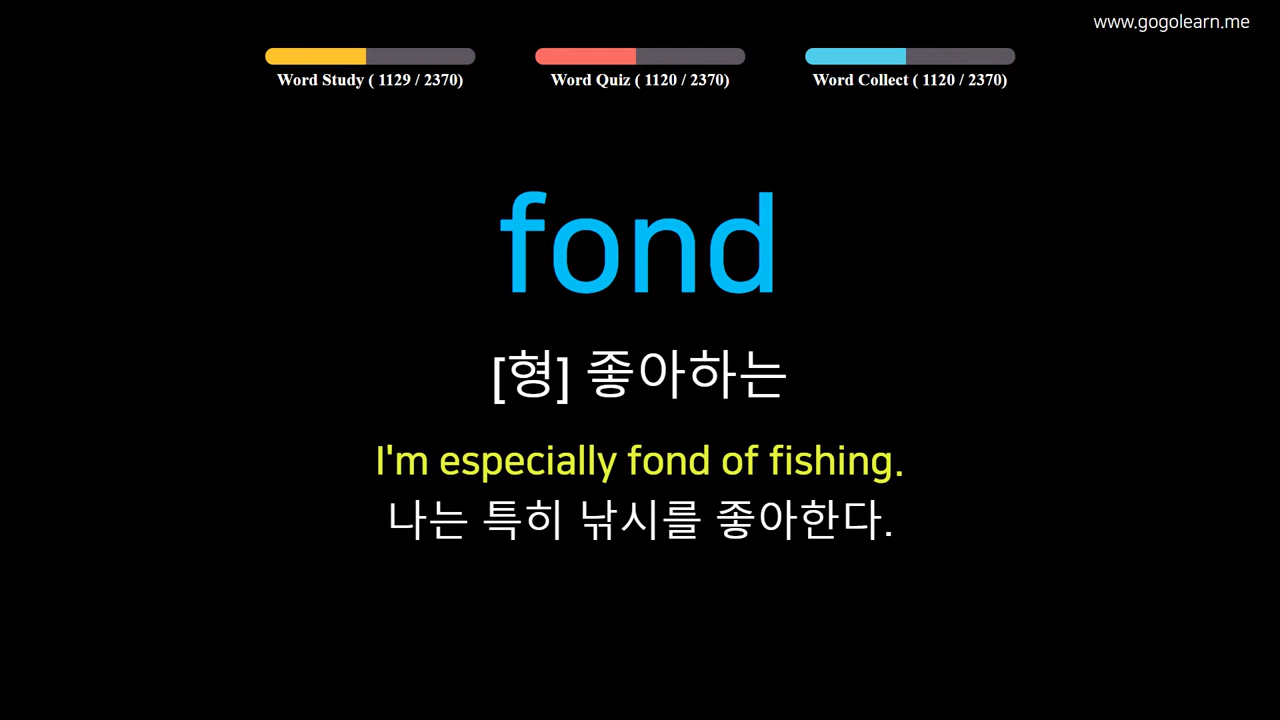 www.gogolearn.me
Word Study ( 1129 / 2370)
Word Quiz ( 1120 / 2370)
Word Collect ( 1120 / 2370)
fond
[형] 좋아하는
I'm especially fond of fishing.
나는 특히 낚시를 좋아한다.